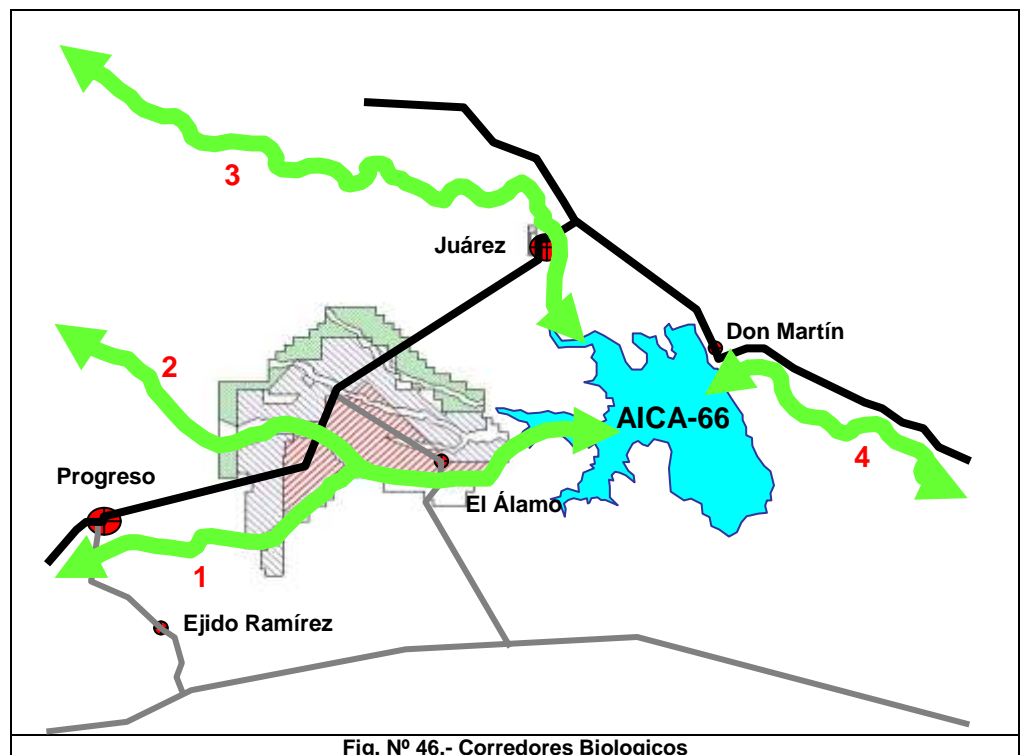 3
Juárez
Don Martín
2
AICA-66
4
Progreso
El Álamo
1
Ejido Ramírez
Fig. Nº 46.- Corredores Biologicos